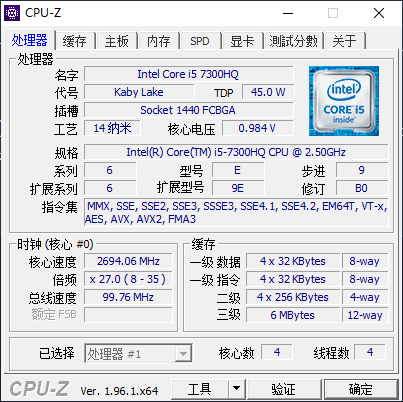 CPU-Z
处理器 缓存 主板 内存 SPD 显卡 測試分數 关于
处理器
名字 Intel Core i5 7300HQ
代号 Kaby Lake TDP 45.0 W
插槽 Socket 1440 FCBGA
工艺 14 纳米 核心电压 0.984 V
intel
CORE i5
inside™
规格 Intel(R) Core(TM) i5-7300HQ CPU @ 2.50GHz
系列 6 型号 E 步进 9
扩展系列 6 扩展型号 9E 修订 B0
指令集 MMX, SSE, SSE2, SSE3, SSSE3, SSE4.1, SSE4.2, EM64T, VT-x,
AES, AVX, AVX2, FMA3
时钟 (核心 #0)
核心速度 2694.06 MHz
倍频 x 27.0 ( 8 - 35 )
总线速度 99.76 MHz
额定 FSB
缓存
一级 数据 4 x 32 KBytes 8-way
一级 指令 4 x 32 KBytes 8-way
二级 4 x 256 KBytes 4-way
三级 6 MBytes 12-way
已选择 处理器 #1 核心数 4 线程数 4
CPU-Z Ver. 1.96.1.x64 工具 验证 确定